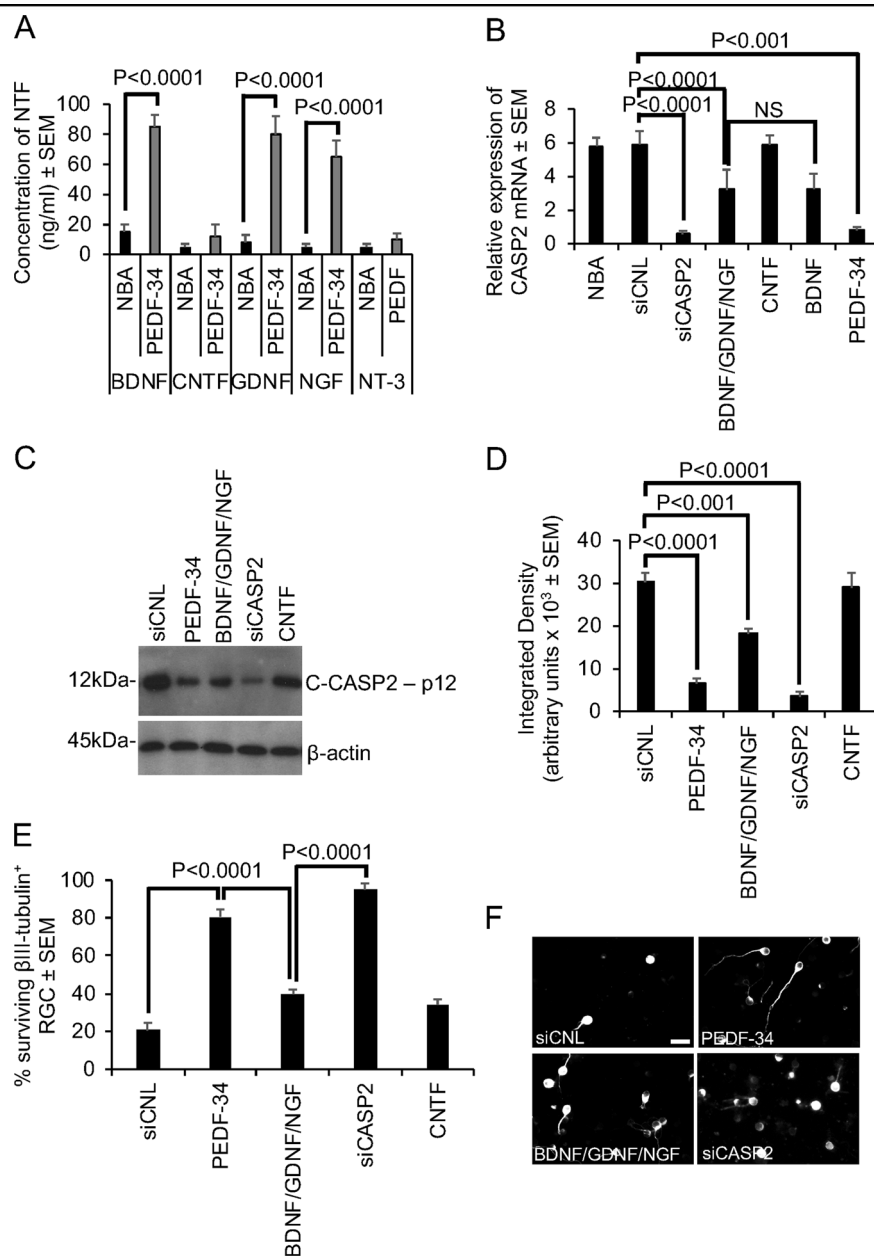 A
P<0.0001
P<0.0001
P<0.0001
Concentration of NTF
(ng/ml) ± SEM
100
80
60
40
20
0
NBA
PEDF-34
NBA
PEDF-34
NBA
PEDF-34
NBA
PEDF-34
NBA
PEDF
BDNF
CNTF
GDNF
NGF
NT-3
B
P<0.001
P<0.0001
P<0.0001
NS
Relative expression of
CASP2 mRNA ± SEM
8
6
4
2
0
NBA
siCNL
siCASP2
BDNF/GDNF/NGF
CNTF
BDNF
PEDF-34
C
siCNL
PEDF-34
BDNF/GDNF/NGF
siCASP2
CNTF
12kDa-
C-CASP2 – p12
45kDa-
β-actin
D
P<0.0001
P<0.001
P<0.0001
Integrated Density
(arbitrary units x 10³ ± SEM)
40
30
20
10
0
siCNL
PEDF-34
BDNF/GDNF/NGF
siCASP2
CNTF
E
P<0.0001
P<0.0001
% surviving βIII-tubulin⁺
RGC ± SEM
100
80
60
40
20
0
siCNL
PEDF-34
BDNF/GDNF/NGF
siCASP2
CNTF
F
siCNL
PEDF-34
BDNF/GDNF/NGF
siCASP2